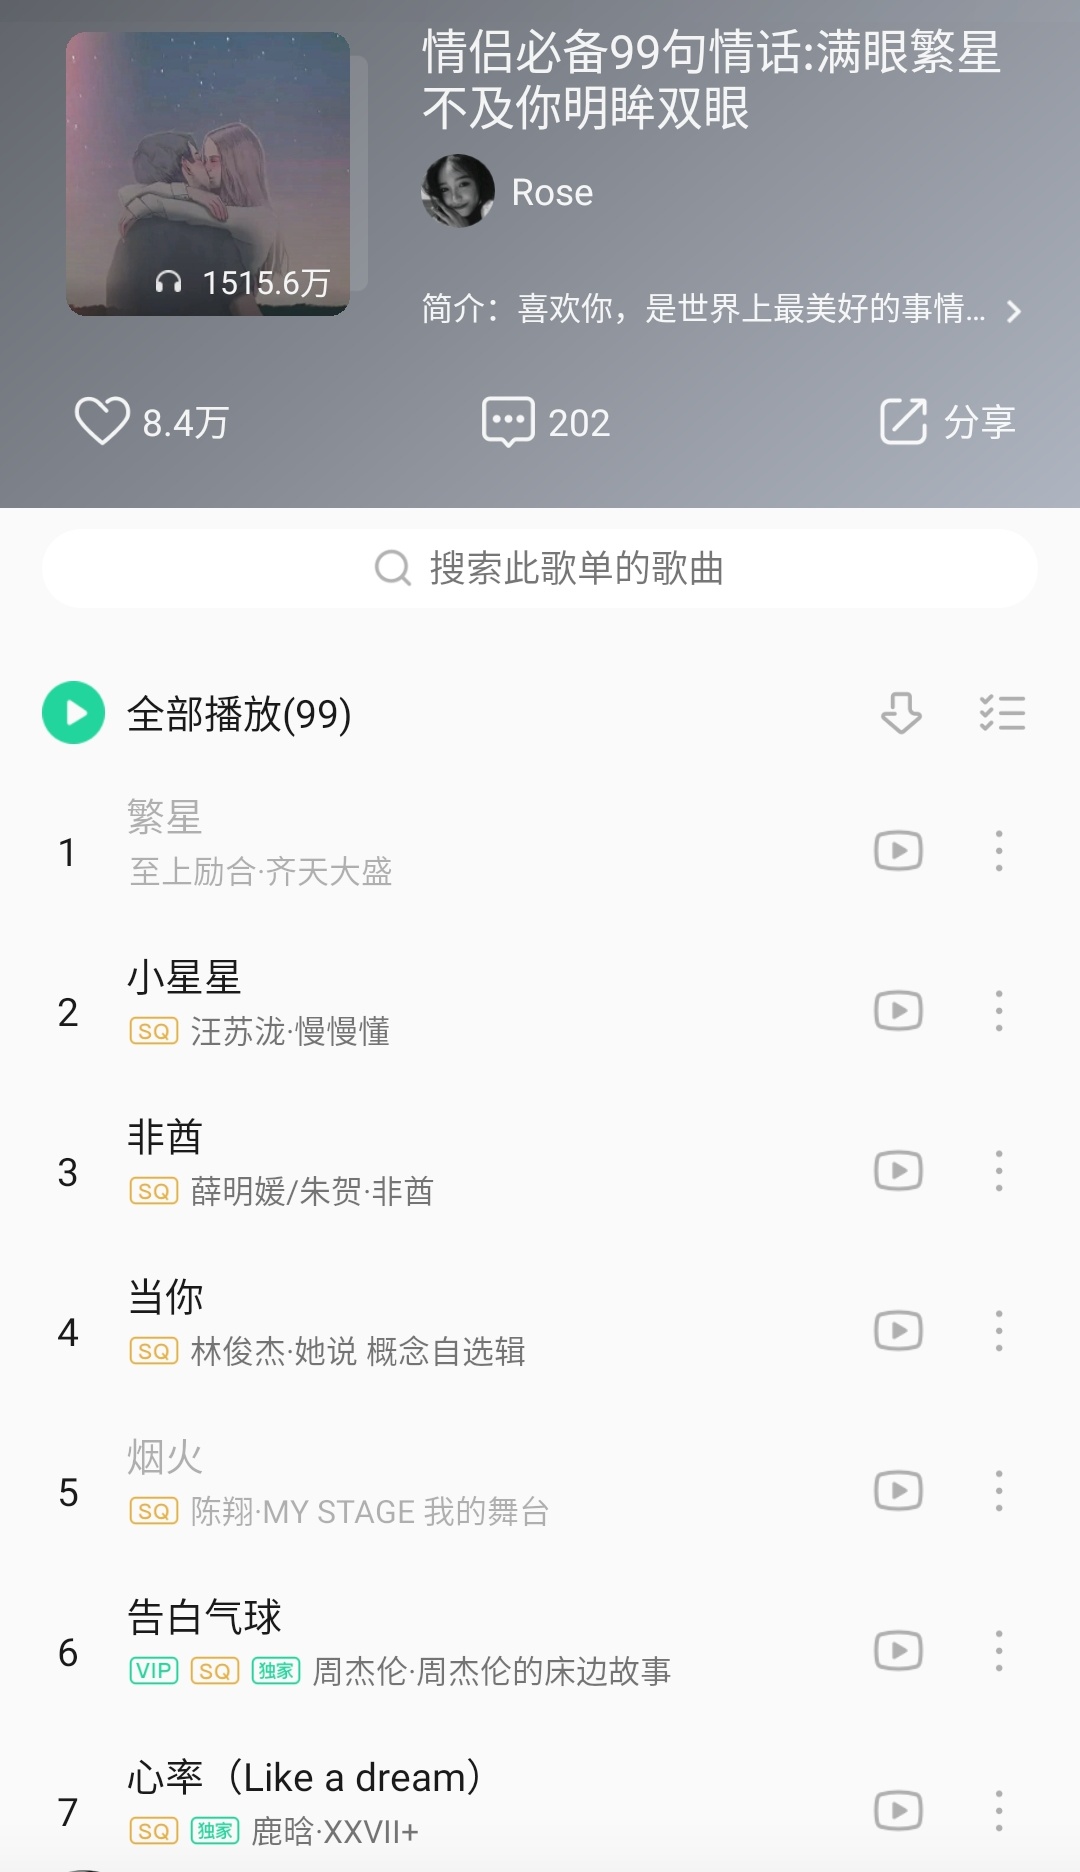 情侣必备99句情话:满眼繁星
不及你明眸双眼
Rose
1515.6万
简介：喜欢你，是世界上最美好的事情...
8.4万
202
分享
搜索此歌单的歌曲
全部播放(99)
1
繁星
至上励合·齐天大盛
2
小星星
SQ 汪苏泷·慢慢懂
3
非酋
SQ 薛明媛/朱贺·非酋
4
当你
SQ 林俊杰·她说 概念自选辑
5
烟火
SQ 陈翔·MY STAGE 我的舞台
6
告白气球
VIP SQ 独家 周杰伦·周杰伦的床边故事
7
心率（Like a dream）
SQ 独家 鹿晗·XXVII+